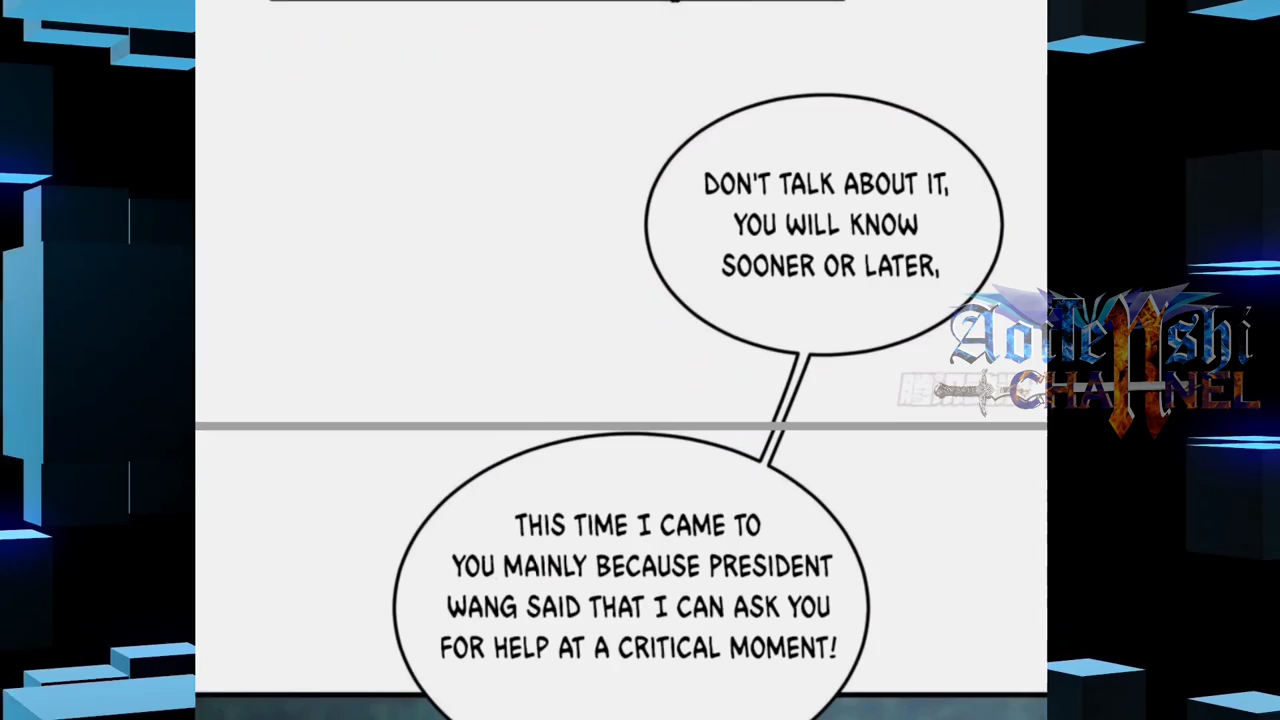 DON'T TALK ABOUT IT,
YOU WILL KNOW
SOONER OR LATER,
Aoilenshi
CHANNEL
THIS TIME I CAME TO
YOU MAINLY BECAUSE PRESIDENT
WANG SAID THAT I CAN ASK YOU
FOR HELP AT A CRITICAL MOMENT!